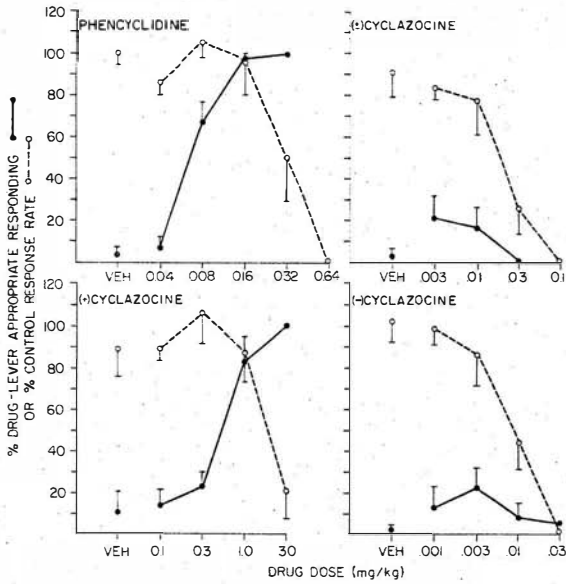 PHENCYCLIDINE
(±)CYCLAZOCINE
100
80
60
40
20
VEH 0.04 0.08 0.16 0.32 0.64
VEH .003 .01 .03 0.1
(+)CYCLAZOCINE
(-)CYCLAZOCINE
100
80
60
40
20
VEH 0.1 0.3 1.0 3.0
VEH .001 .003 .01 .03
% DRUG-LEVER APPROPRIATE RESPONDING
OR % CONTROL RESPONSE RATE
DRUG DOSE (mg/kg)